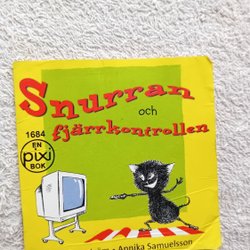 Snurran
och
fjärrkontrollen
1684
EN
pixi
BOK
Annika Samuelsson